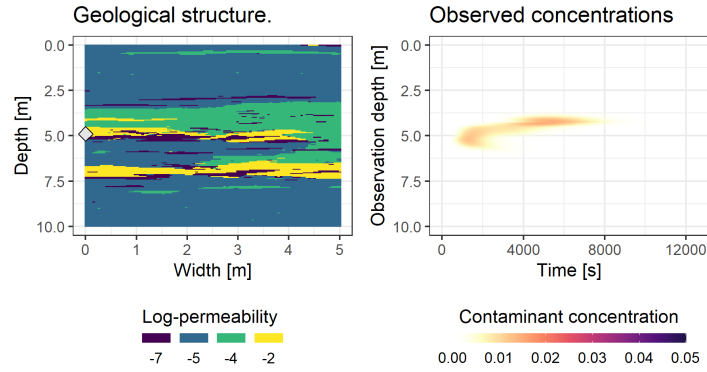 Geological structure.
0.0
2.5
5.0
7.5
10.0
Depth [m]
0 1 2 3 4 5
Width [m]
Log-permeability
-7 -5 -4 -2
Observed concentrations
0.0
2.5
5.0
7.5
10.0
Observation depth [m]
0 4000 8000 12000
Time [s]
Contaminant concentration
0.00 0.01 0.02 0.03 0.04 0.05